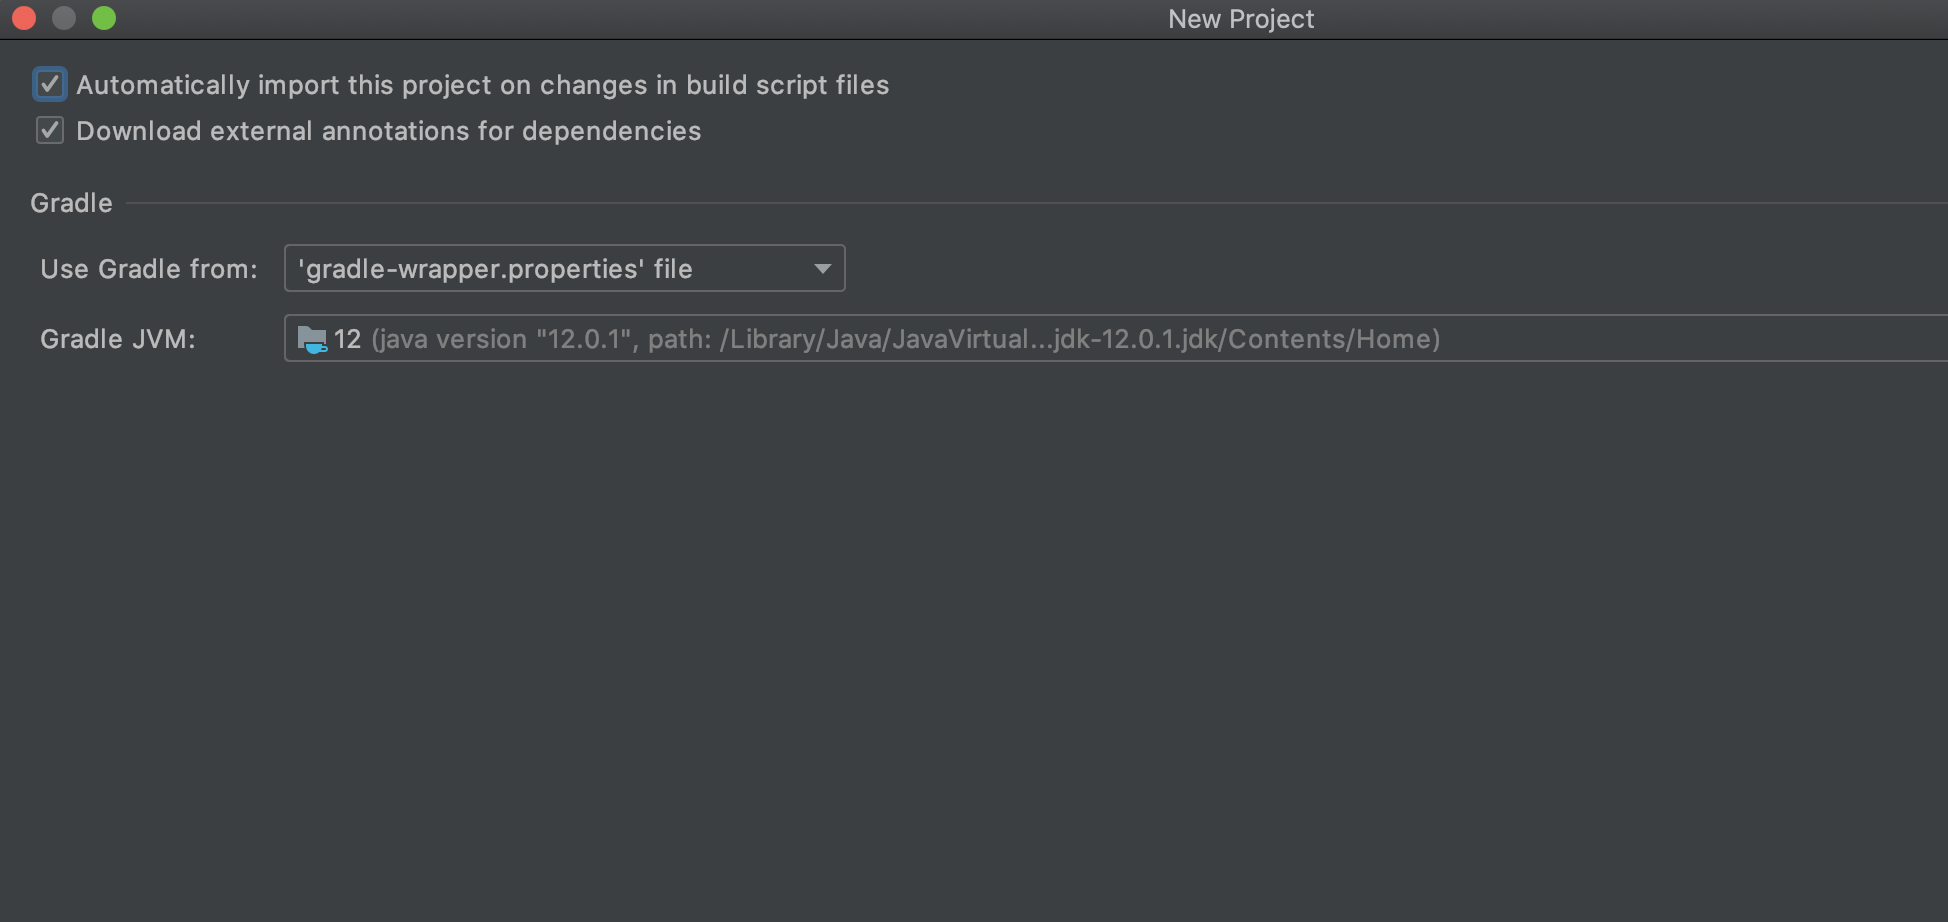 New Project
Automatically import this project on changes in build script files
Download external annotations for dependencies
Gradle
Use Gradle from: 'gradle-wrapper.properties' file
Gradle JVM: 12 (java version "12.0.1", path: /Library/Java/JavaVirtual...jdk-12.0.1.jdk/Contents/Home)